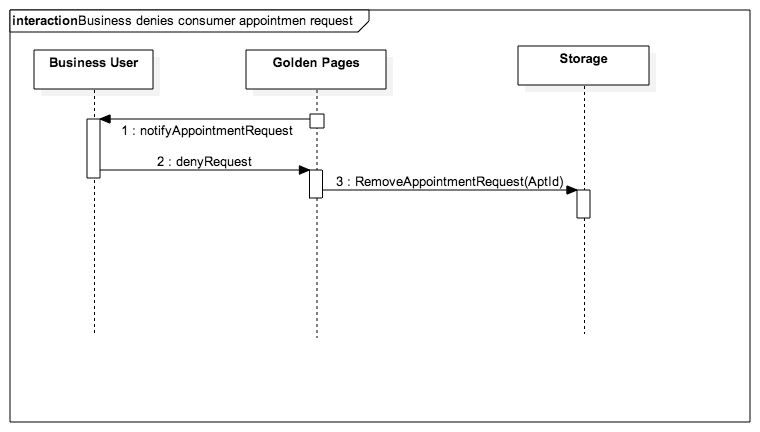 interactionBusiness denies consumer appointmen request
Business User
Golden Pages
Storage
1 : notifyAppointmentRequest
2 : denyRequest
3 : RemoveAppointmentRequest(AptId)